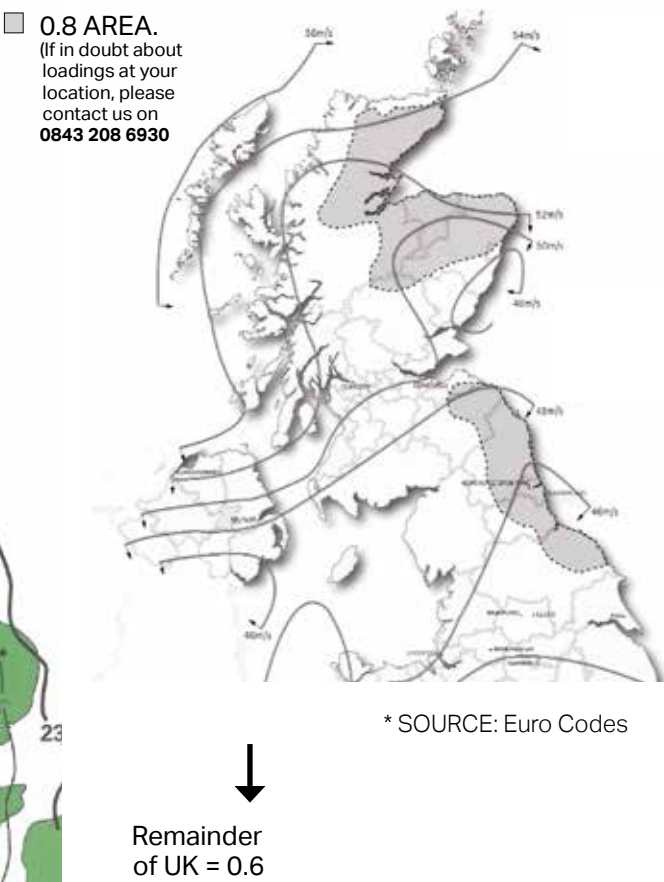 0.8 AREA.
(If in doubt about
loadings at your
location, please
contact us on
0843 208 6930
56m/s
54m/s
52m/s
50m/s
48m/s
48m/s
46m/s
46m/s
* SOURCE: Euro Codes
23
Remainder
of UK = 0.6